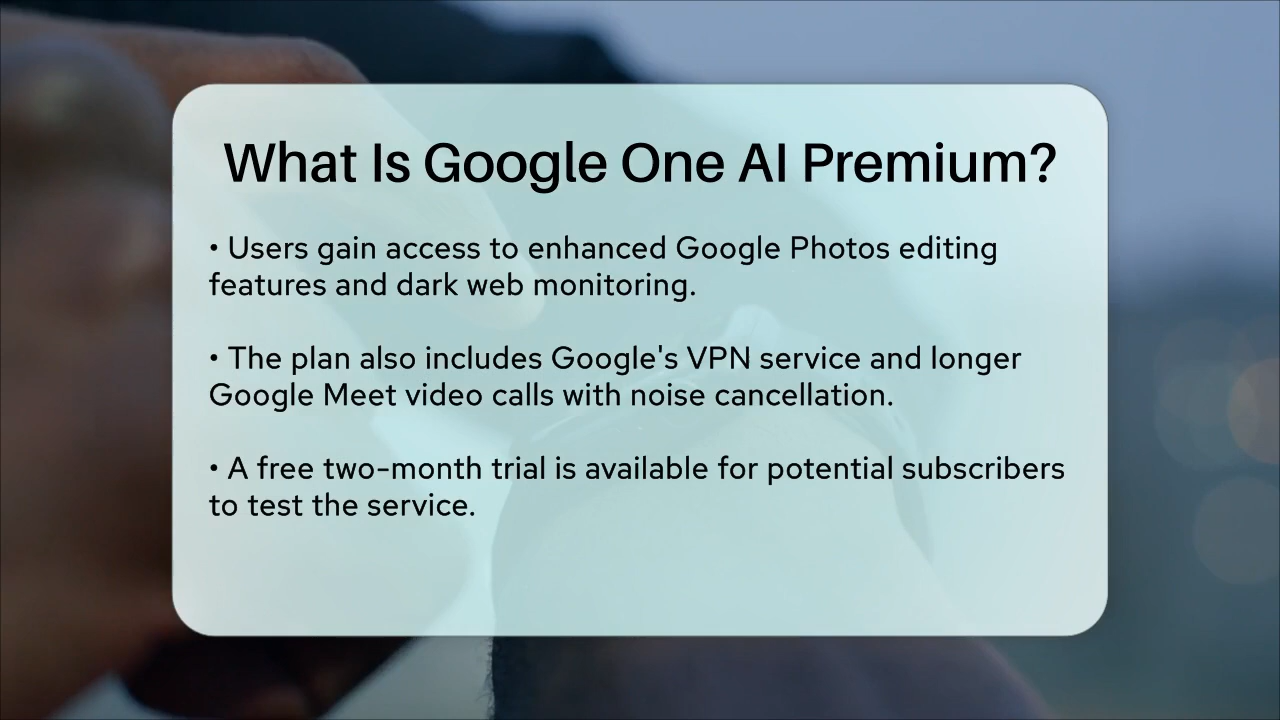 What Is Google One AI Premium?
• Users gain access to enhanced Google Photos editing
features and dark web monitoring.
• The plan also includes Google's VPN service and longer
Google Meet video calls with noise cancellation.
• A free two-month trial is available for potential subscribers
to test the service.